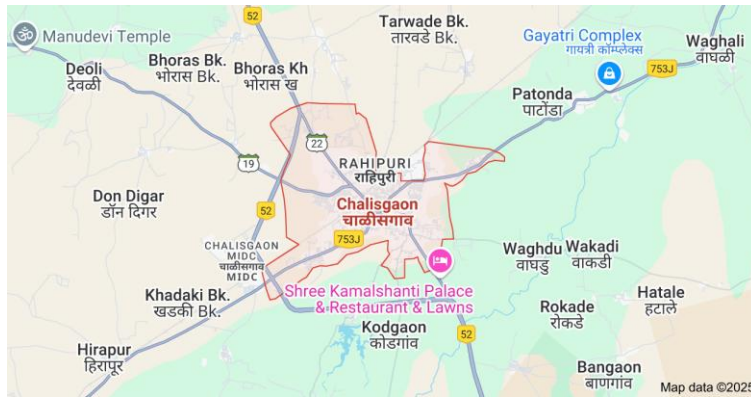 52
Manudevi Temple
Tarwade Bk.
तारवडे Bk.
Gayatri Complex
गायत्री कॉम्प्लेक्स
Waghali
वाघळी
Deoli
देवळी
Bhoras Bk.
भोरास Bk.
Bhoras Kh
भोरास ख
753J
Patonda
पाटोंडा
22
19
RAHIPURI
राहिपुरी
Don Digar
डॉन दिगर
Chalisgaon
चाळीसगाव
52
753J
CHALISGAON
MIDC
चाळीसगाव
MIDC
Waghdu
वाघडु
Wakadi
वाकडी
Khadaki Bk.
खडकी Bk.
Shree Kamalshanti Palace
& Restaurant & Lawns
Hatale
हटाले
Rokade
रोकडे
Kodgaon
कोडगांव
52
Hirapur
हिरापूर
Bangaon
बाणगांव
Map data ©2025